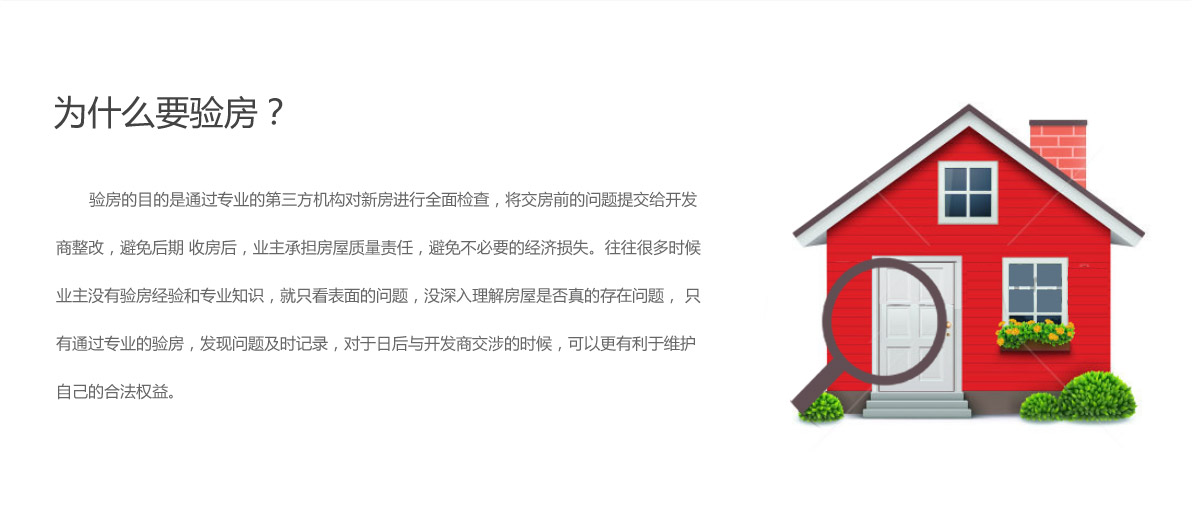 为什么要验房？
验房的目的是通过专业的第三方机构对新房进行全面检查，将交房前的问题提交给开发
商整改，避免后期 收房后，业主承担房屋质量责任，避免不必要的经济损失。往往很多时候
业主没有验房经验和专业知识，就只看表面的问题，没深入理解房屋是否真的存在问题， 只
有通过专业的验房，发现问题及时记录，对于日后与开发商交涉的时候，可以更有利于维护
自己的合法权益。